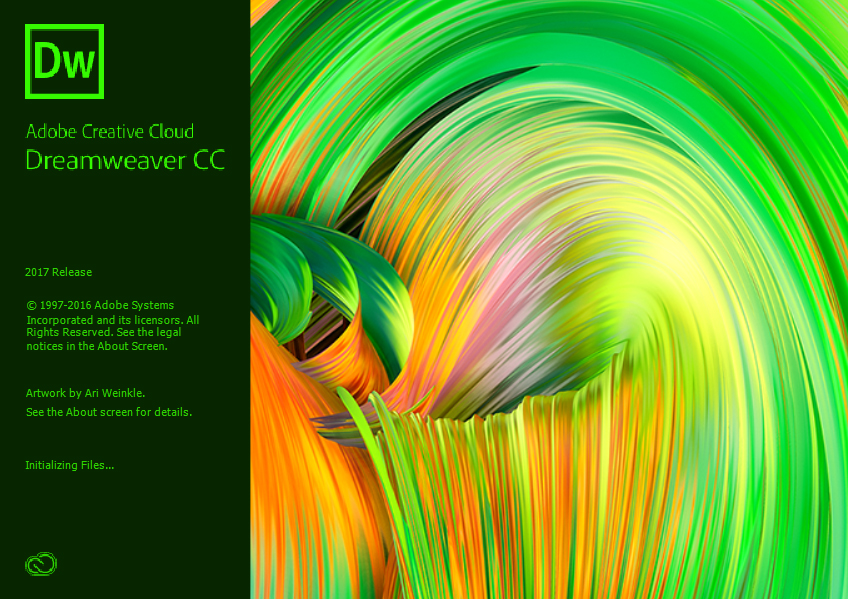 Dw
Adobe Creative Cloud
Dreamweaver CC
2017 Release
© 1997-2016 Adobe Systems
Incorporated and its licensors. All
Rights Reserved. See the legal
notices in the About Screen.
Artwork by Ari Weinkle.
See the About screen for details.
Initializing Files...